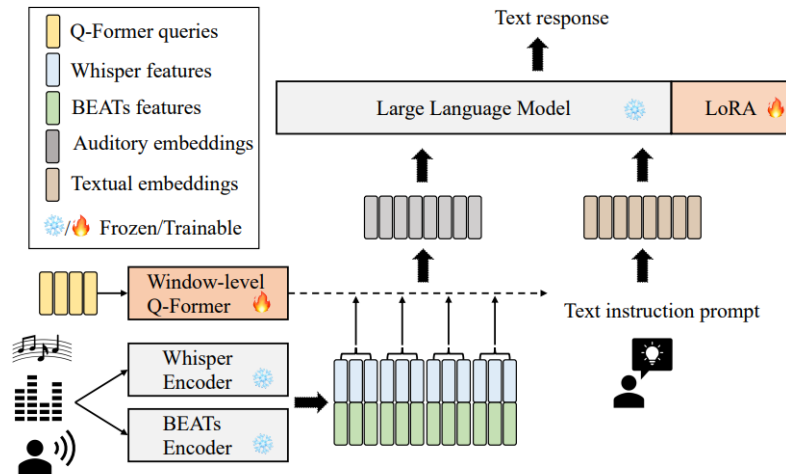 Text response
Q-Former queries
Whisper features
BEATs features
Auditory embeddings
Textual embeddings
/ Frozen/Trainable
Large Language Model
LoRA
Window-level
Q-Former
Text instruction prompt
Whisper
Encoder
BEATs
Encoder